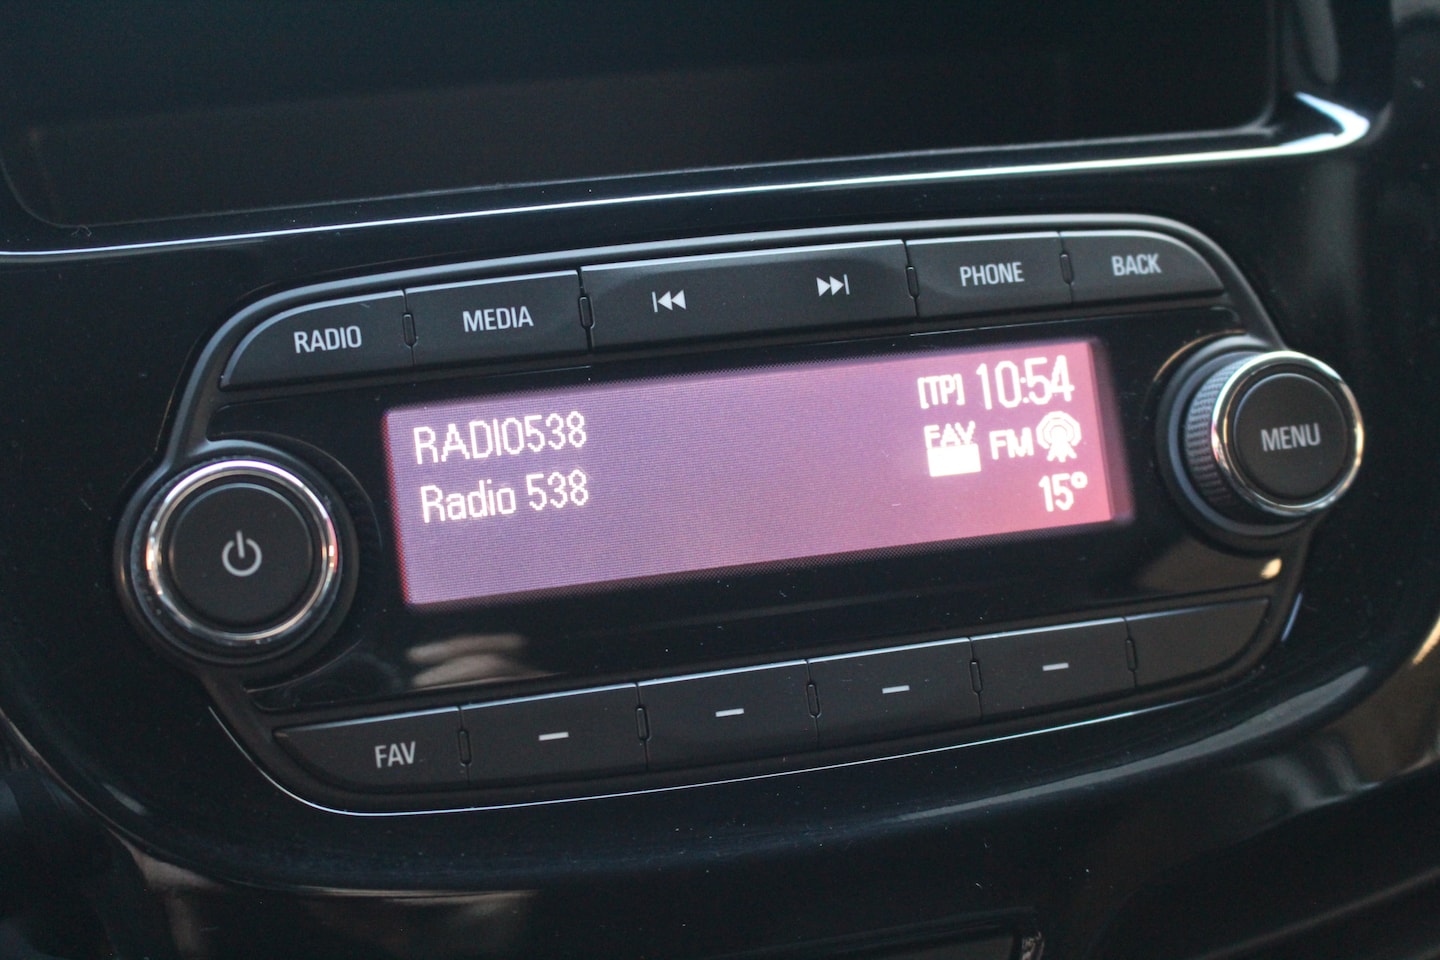 RADIO
MEDIA
PHONE
BACK
[TP] 10:54
RADIO538
FAV FM
Radio 538
15°
MENU
FAV